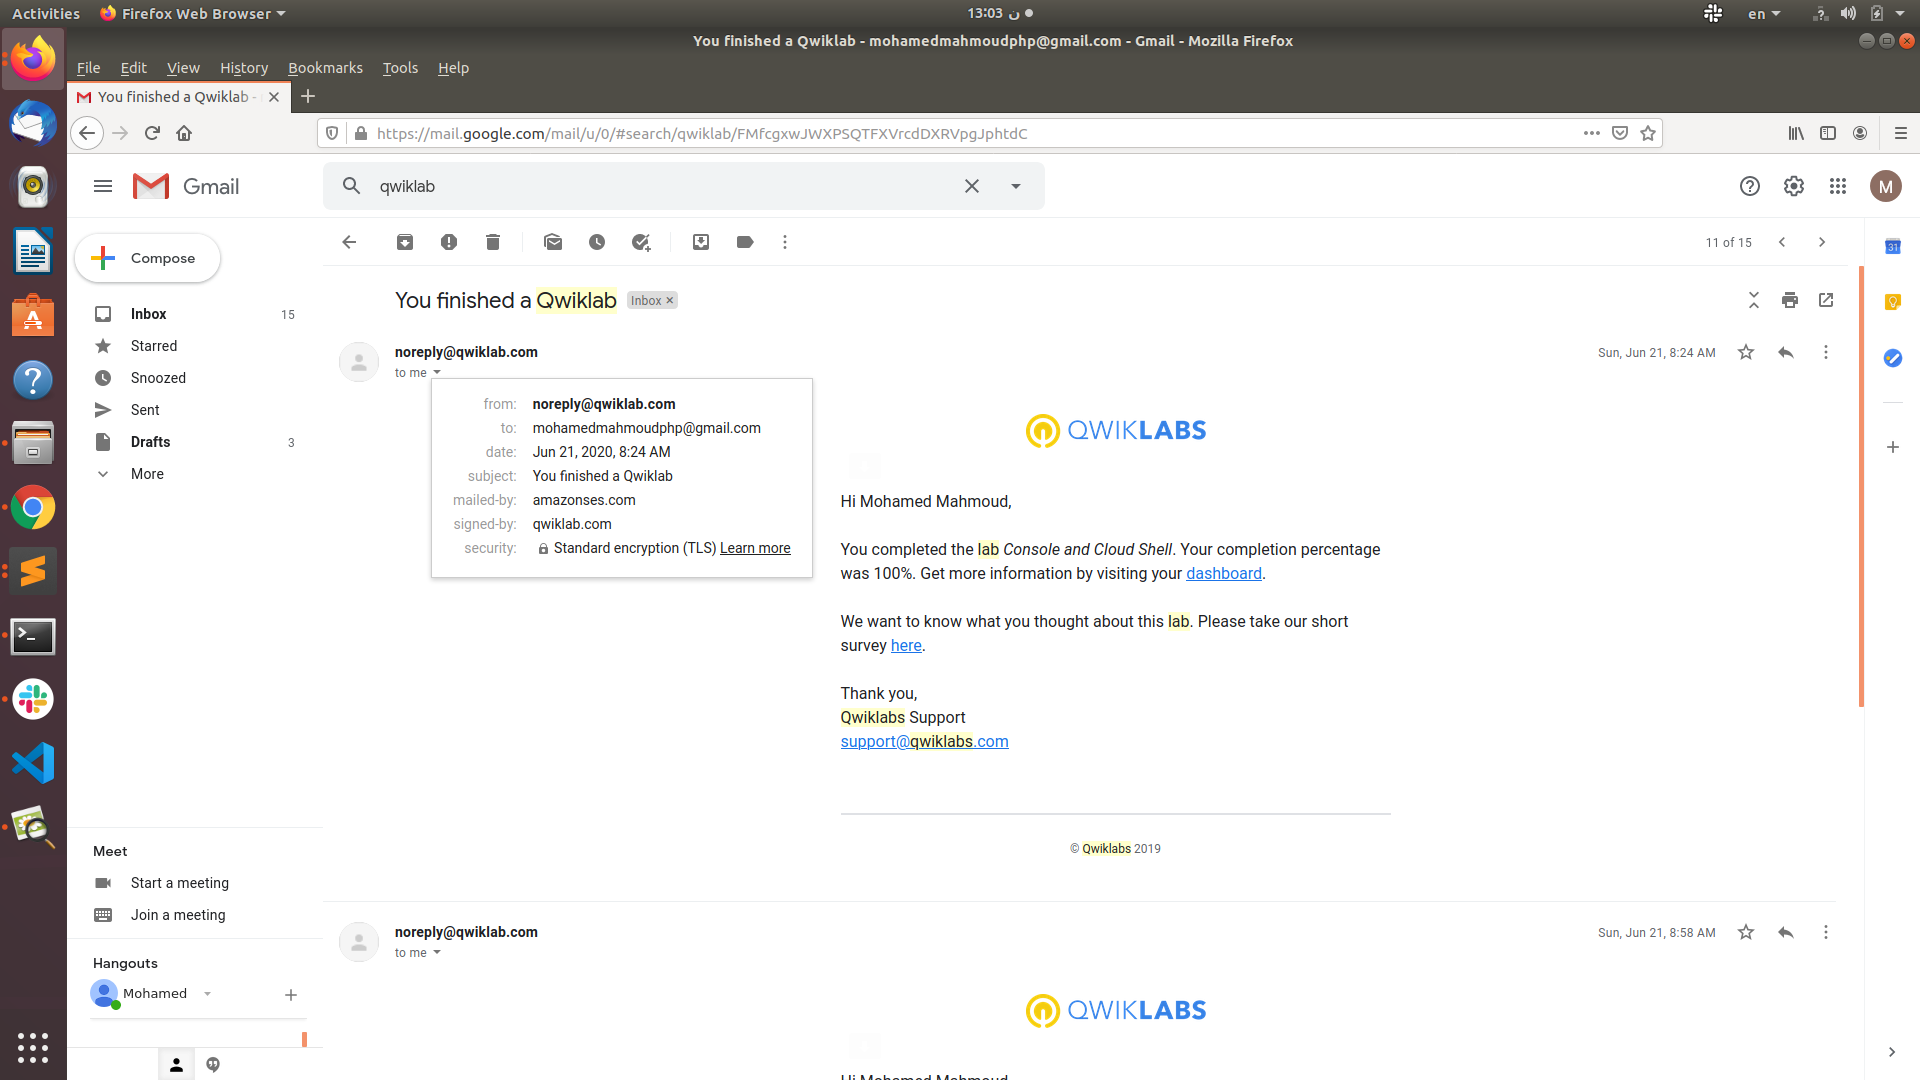 Activities
Firefox Web Browser
13:03 ن
en
You finished a Qwiklab - mohamedmahmoudphp@gmail.com - Gmail - Mozilla Firefox
File Edit View History Bookmarks Tools Help
You finished a Qwiklab -
https://mail.google.com/mail/u/0/#search/qwiklab/FMfcgxwJWXPSQTFXVrcdDXRVpgJphtdC
Gmail
qwiklab
M
Compose
11 of 15
31
Inbox 15
Starred
Snoozed
Sent
Drafts 3
More
You finished a Qwiklab
Inbox ×
noreply@qwiklab.com
Sun, Jun 21, 8:24 AM
to me
from: noreply@qwiklab.com
to: mohamedmahmoudphp@gmail.com
date: Jun 21, 2020, 8:24 AM
subject: You finished a Qwiklab
mailed-by: amazonses.com
signed-by: qwiklab.com
security: Standard encryption (TLS) Learn more
QWIKLABS
Hi Mohamed Mahmoud,
You completed the lab Console and Cloud Shell. Your completion percentage
was 100%. Get more information by visiting your dashboard.
We want to know what you thought about this lab. Please take our short
survey here.
Thank you,
Qwiklabs Support
support@qwiklabs.com
© Qwiklabs 2019
Meet
Start a meeting
Join a meeting
Hangouts
Mohamed
noreply@qwiklab.com
Sun, Jun 21, 8:58 AM
to me
QWIKLABS
Hi Mohamed Mahmoud,